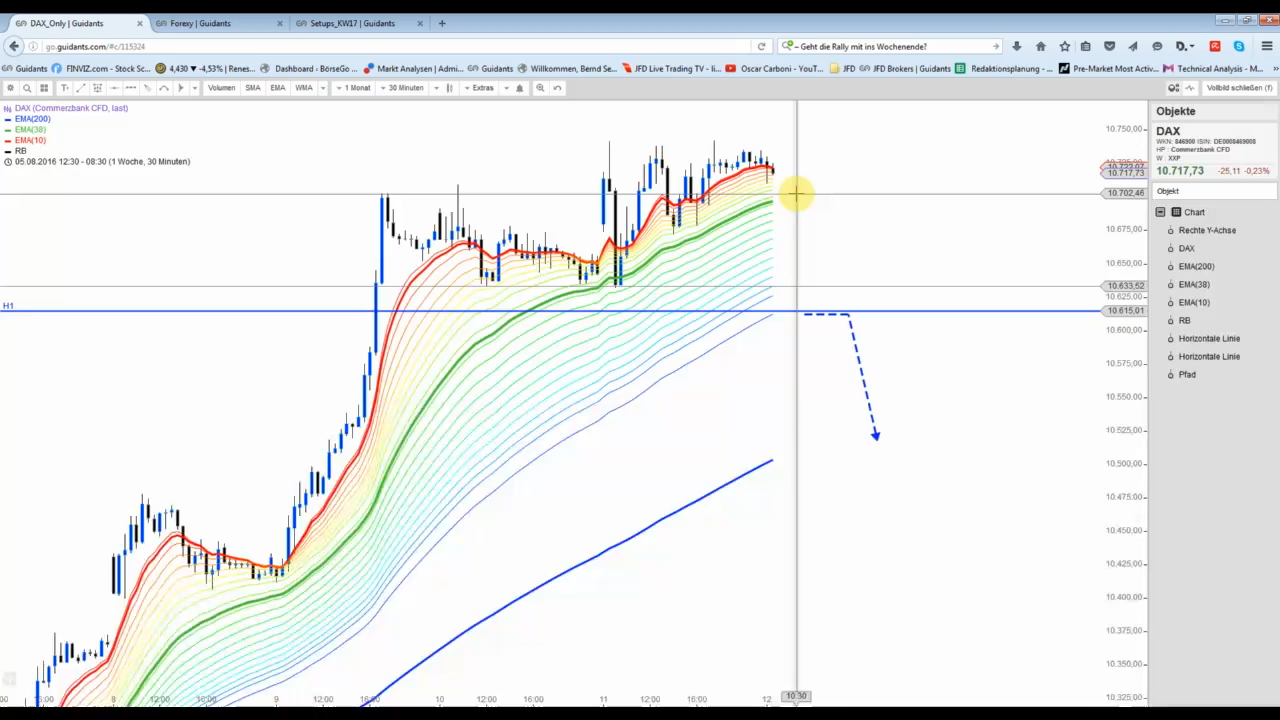 DAX_Only | Guidants
Forexy | Guidants
Setups_KW17 | Guidants
go.guidants.com/#c/115324
– Geht die Rally mit ins Wochenende?
Guidants
FINVIZ.com - Stock Sc...
4,430 ▼ -4,53% | Renes...
Dashboard - BörseGo ...
Markt Analysen | Admi...
Guidants
Willkommen, Bernd Se...
JFD Live Trading TV - li...
Oscar Carboni - YouT...
JFD
JFD Brokers | Guidants
Redaktionsplanung - ...
Pre-Market Most Activ...
Technical Analysis - M...
Volumen
SMA
EMA
WMA
1 Monat
30 Minuten
Extras
Vollbild schließen (f)
DAX (Commerzbank CFD, last)
EMA(200)
EMA(38)
EMA(10)
RB
05.08.2016 12:30 - 08:30 (1 Woche, 30 Minuten)
H1
10.750,00
10.717,73
10.702,46
10.675,00
10.650,00
10.633,52
10.625,00
10.615,01
10.600,00
10.575,00
10.550,00
10.525,00
10.500,00
10.475,00
10.450,00
10.425,00
10.400,00
10.375,00
10.350,00
10.325,00
8
12:00
16:00
9
12:00
16:00
10
12:00
16:00
11
12:00
16:00
12
10:30
Objekte
DAX
WKN: 846900 ISIN: DE0008469008
HP : Commerzbank CFD
W : XXP
10.717,73
-25,11 -0,23%
Objekt
Chart
Rechte Y-Achse
DAX
EMA(200)
EMA(38)
EMA(10)
RB
Horizontale Linie
Horizontale Linie
Pfad